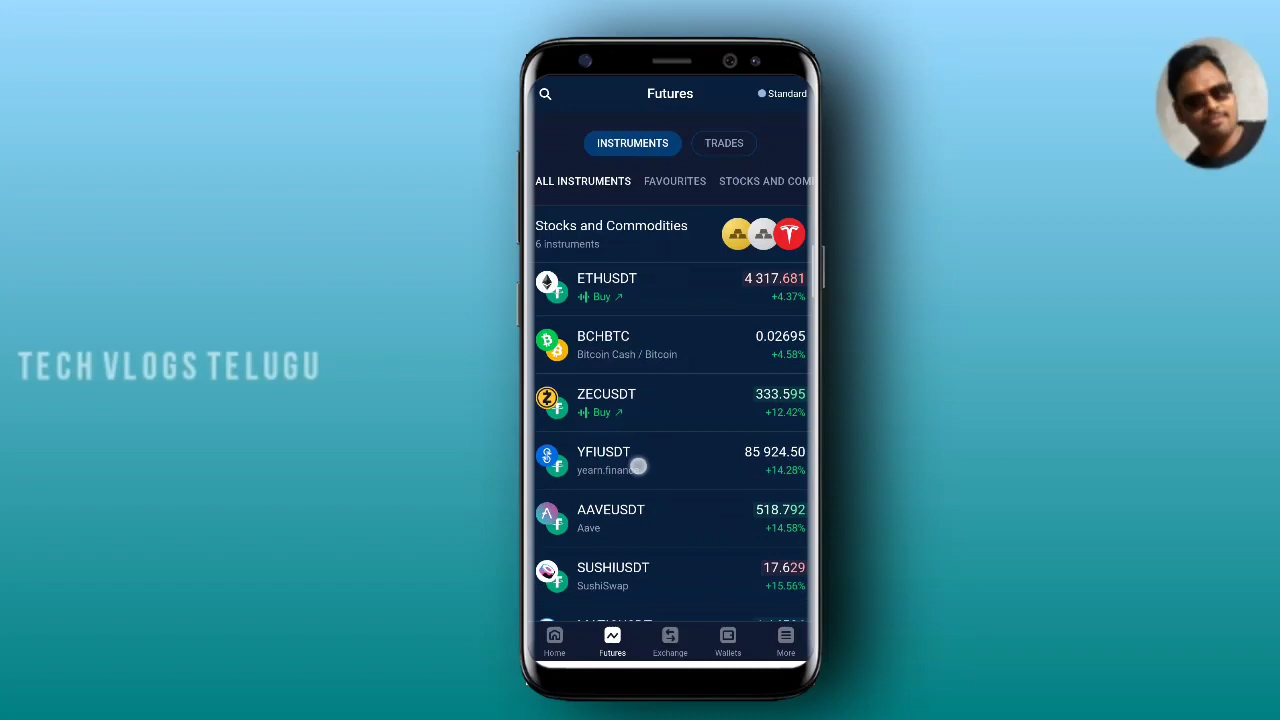 Futures
Standard
INSTRUMENTS
TRADES
ALL INSTRUMENTS
FAVOURITES
STOCKS AND COM
Stocks and Commodities
6 instruments
ETHUSDT
4 317.681
Buy
+4.37%
BCHBTC
0.02695
Bitcoin Cash / Bitcoin
+4.58%
ZECUSDT
333.595
Buy
+12.42%
YFIUSDT
85 924.50
yearn.finance
+14.28%
AAVEUSDT
518.792
Aave
+14.58%
SUSHIUSDT
17.629
SushiSwap
+15.56%
Home
Futures
Exchange
Wallets
More
TECH VLOGS TELUGU